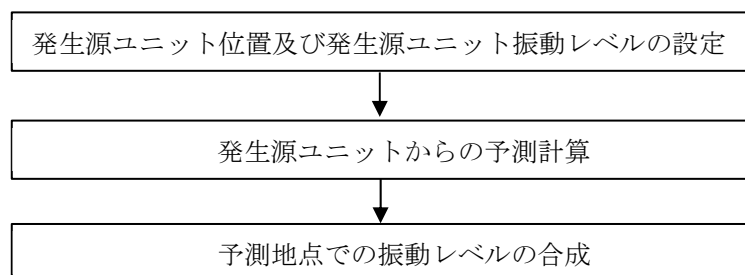 発生源ユニット位置及び発生源ユニット振動レベルの設定
発生源ユニットからの予測計算
予測地点での振動レベルの合成